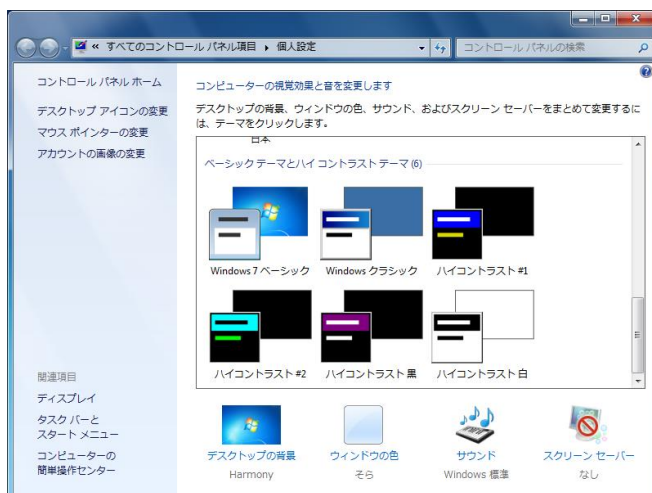 « すべてのコントロール パネル項目 ▸ 個人設定
コントロール パネルの検索
コントロール パネル ホーム
デスクトップ アイコンの変更
マウス ポインターの変更
アカウントの画像の変更
コンピューターの視覚効果と音を変更します
デスクトップの背景、ウィンドウの色、サウンド、およびスクリーン セーバーをまとめて変更するに
は、テーマをクリックします。
日本
ベーシック テーマとハイ コントラスト テーマ (6)
Windows 7 ベーシック
Windows クラシック
ハイコントラスト #1
ハイコントラスト #2
ハイコントラスト 黒
ハイコントラスト 白
関連項目
ディスプレイ
タスク バーと
スタート メニュー
コンピューターの
簡単操作センター
デスクトップの背景
Harmony
ウィンドウの色
そら
サウンド
Windows 標準
スクリーン セーバー
なし